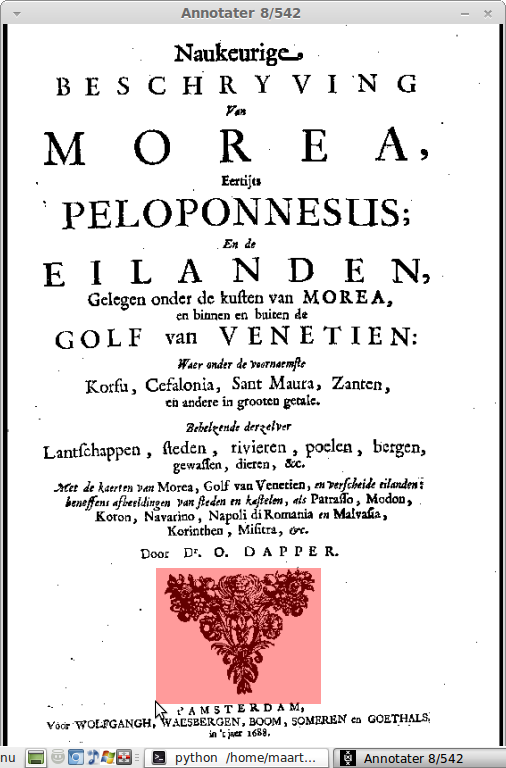 Annotater 8/542
Naukeurige
BESCHRYVING
Van
MOREA,
Eertijts
PELOPONNESUS;
En de
EILANDEN,
Gelegen onder de kuſten van MOREA,
en binnen en buiten de
GOLF van VENETIEN:
Waer onder de voornaemſte
Korfu, Cefalonia, Sant Maura, Zanten,
en andere in grooten getale.
Behelzende derzelver
Lantſchappen, ſteden, rivieren, poelen, bergen,
gewaſſen, dieren, &c.
Met de kaerten van Morea, Golf van Venetien, en verſcheide eilanden:
beneffens afbeeldingen van ſteden en kaſtelen, als Patraſſo, Modon,
Koron, Navarino, Napoli di Romania en Malvaſia,
Korinthen, Miſitra, &c.
Door Dr. O. DAPPER.
t'AMSTERDAM,
Voor WOLFGANGH, WAESBERGEN, BOOM, SOMEREN en GOETHALS,
in 't jaer 1688.
nu
python /home/maart...
Annotater 8/542